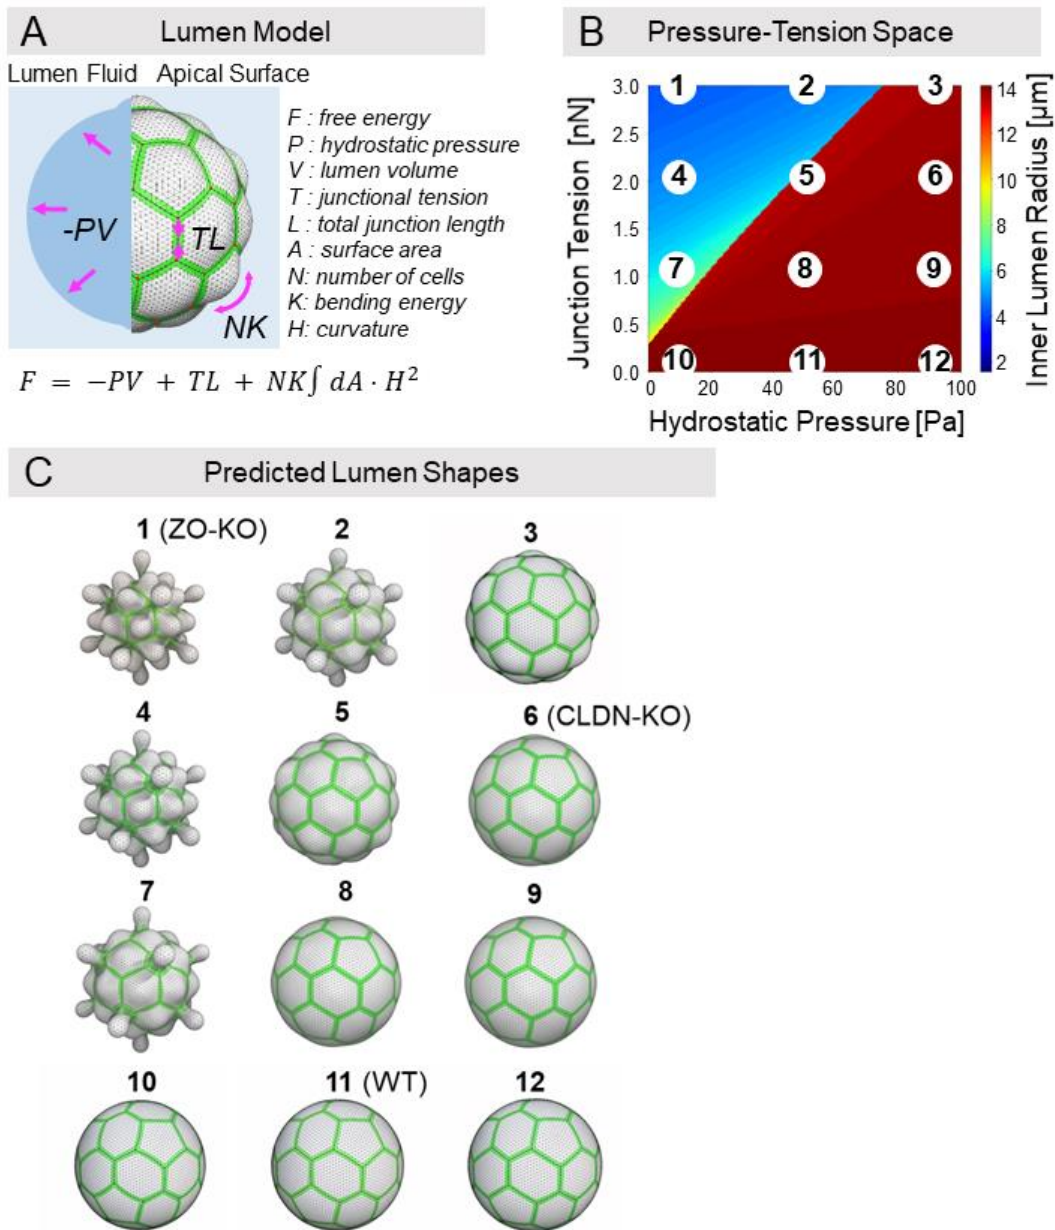 A Lumen Model
Lumen Fluid Apical Surface
-PV
TL
NK
F : free energy
P : hydrostatic pressure
V : lumen volume
T : junctional tension
L : total junction length
A : surface area
N: number of cells
K: bending energy
H: curvature
F = −PV + TL + NK∫ dA · H²
B Pressure-Tension Space
Junction Tension [nN]
3.0
2.5
2.0
1.5
1.0
0.5
0.0
1 2 3
4 5 6
7 8 9
10 11 12
0 20 40 60 80 100
Hydrostatic Pressure [Pa]
14
12
10
8
6
4
2
Inner Lumen Radius [µm]
C Predicted Lumen Shapes
1 (ZO-KO) 2 3
4 5 6 (CLDN-KO)
7 8 9
10 11 (WT) 12